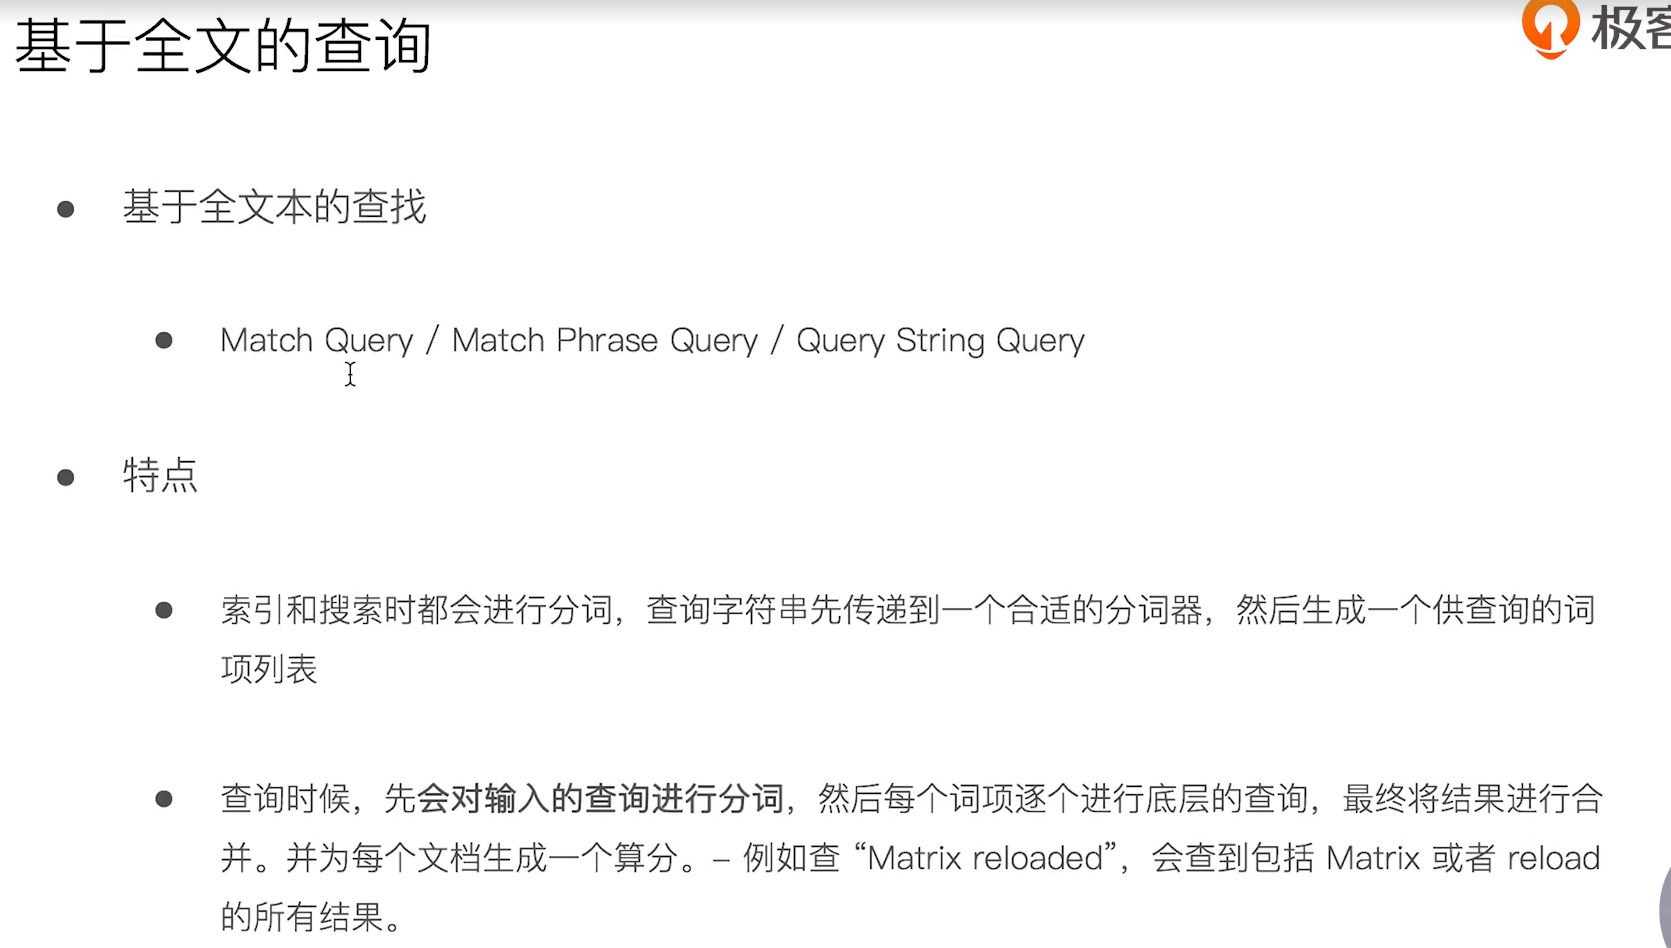 基于全文的查询
极客
基于全文本的查找
Match Query / Match Phrase Query / Query String Query
特点
索引和搜索时都会进行分词，查询字符串先传递到一个合适的分词器，然后生成一个供查询的词
项列表
查询时候，先会对输入的查询进行分词，然后每个词项逐个进行底层的查询，最终将结果进行合
并。并为每个文档生成一个算分。– 例如查 “Matrix reloaded”，会查到包括 Matrix 或者 reload
的所有结果。